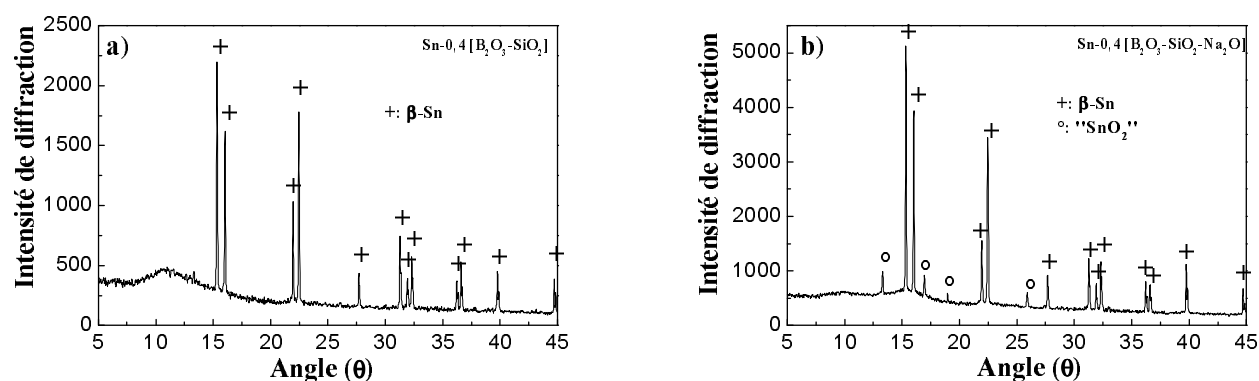 a)
Sn-0,4 [B₂O₃-SiO₂]
+: β-Sn
Intensité de diffraction
2500
2000
1500
1000
500
0
5 10 15 20 25 30 35 40 45
Angle (θ)
b)
Sn-0,4 [B₂O₃-SiO₂-Na₂O]
+: β-Sn
°: "SnO₂"
Intensité de diffraction
5000
4000
3000
2000
1000
0
5 10 15 20 25 30 35 40 45
Angle (θ)